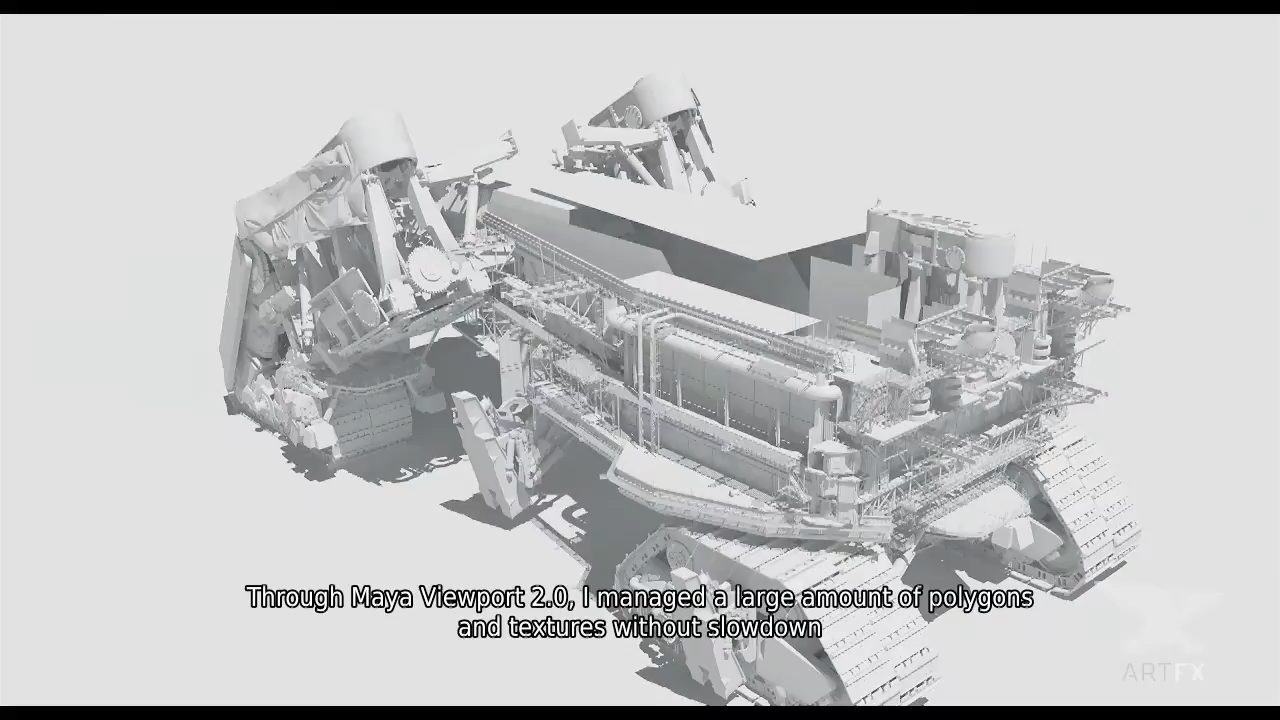 Through Maya Viewport 2.0, I managed a large amount of polygons
and textures without slowdown
ARTFX